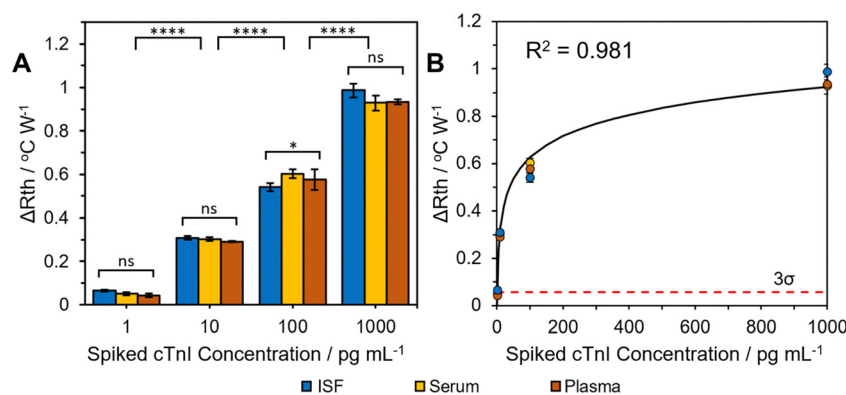 A
**** **** ****
ns
ns
*
ns
1.2
1
0.8
0.6
0.4
0.2
0
ΔRth / °C W⁻¹
1 10 100 1000
Spiked cTnI Concentration / pg mL⁻¹
B
R² = 0.981
3σ
1.2
1
0.8
0.6
0.4
0.2
0
ΔRth / °C W⁻¹
0 200 400 600 800 1000
Spiked cTnI Concentration / pg mL⁻¹
ISF Serum Plasma